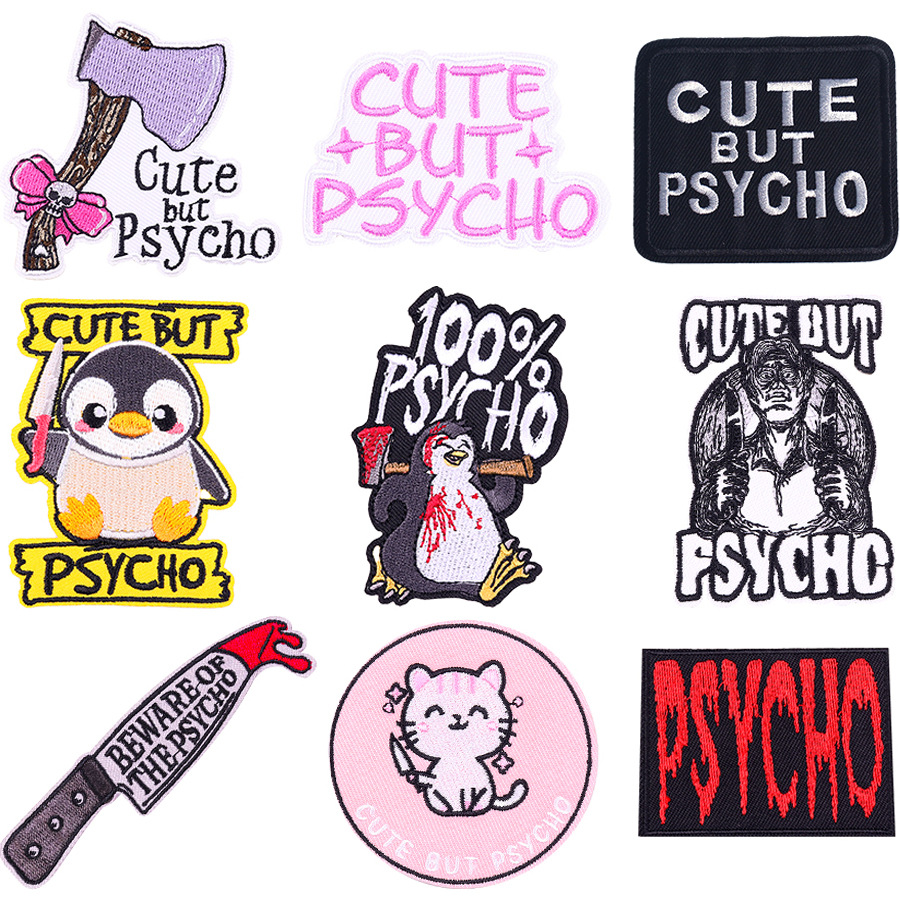 Cute
but
Psycho
CUTE
BUT
PSYCHO
CUTE
BUT
PSYCHO
CUTE BUT
PSYCHO
100%
PSYCHO
CUTE BUT
PSYCHO
BEWARE OF
THE PSYCHO
CUTE BUT PSYCHO
PSYCHO